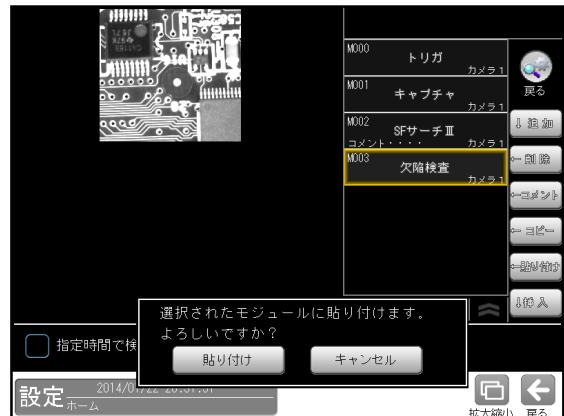 M000
トリガ
カメラ1
M001
キャプチャ
カメラ1
M002
SFサーチⅢ
コメント・・・・ カメラ1
M003
欠陥検査
カメラ1
戻る
↓追加
←削除
←コメント
←コピー
←貼り付け
↓挿入
選択されたモジュールに貼り付けます。
よろしいですか？
貼り付け
キャンセル
指定時間で検
設定
ホーム
拡大縮小
戻る